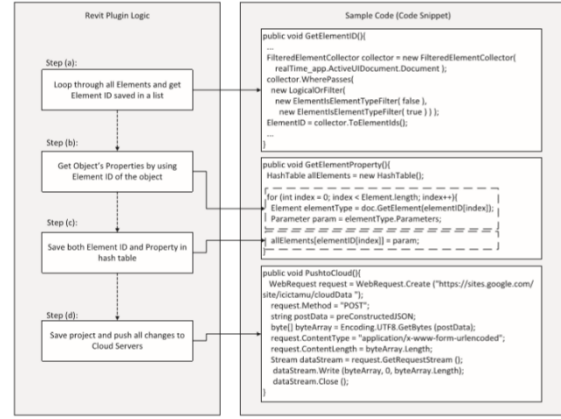 Revit Plugin Logic
Step (a):
Loop through all Elements and get
Element ID saved in a list
Step (b):
Get Object's Properties by using
Element ID of the object
Step (c):
Save both Element ID and Property in
hash table
Step (d):
Save project and push all changes to
Cloud Servers
Sample Code (Code Snippet)
public void GetElementID(){
...
FilteredElementCollector collector = new FilteredElementCollector(
realTime_app.ActiveUIDocument.Document );
collector.WherePasses(
new LogicalOrFilter(
new ElementIsElementTypeFilter( false ),
new ElementIsElementTypeFilter( true ) ) );
ElementID = collector.ToElementIds();
...
}
public void GetElementProperty(){
HashTable allElements = new HashTable();
for (int index = 0; index < Element.length; index++){
Element elementType = doc.GetElement(elementID[index]);
Parameter param = elementType.Parameters;
allElements[elementID[index]] = param;
}
public void PushtoCloud(){
WebRequest request = WebRequest.Create ("https://sites.google.com/
site/icictamu/cloudData ");
request.Method = "POST";
string postData = preConstructedJSON;
byte[] byteArray = Encoding.UTF8.GetBytes (postData);
request.ContentType = "application/x-www-form-urlencoded";
request.ContentLength = byteArray.Length;
Stream dataStream = request.GetRequestStream ();
dataStream.Write (byteArray, 0, byteArray.Length);
dataStream.Close ();
}